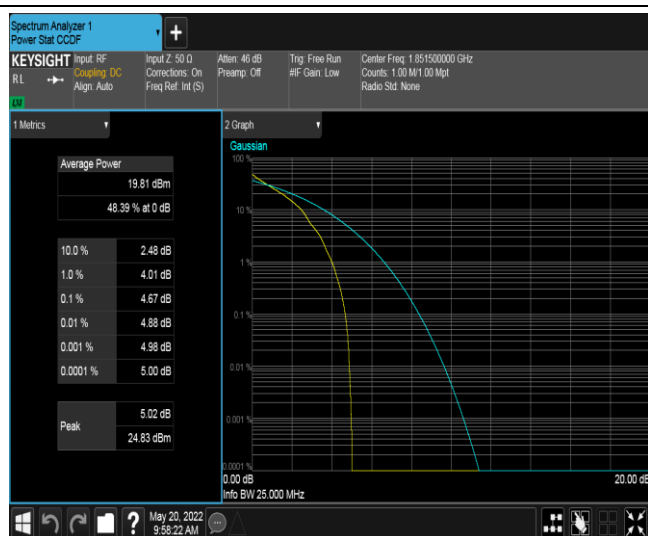 Spectrum Analyzer 1
Power Stat CCDF
+
KEYSIGHT
RL
LXI
Input: RF
Coupling: DC
Align: Auto
Input Z: 50 Ω
Corrections: On
Freq Ref: Int (S)
Atten: 46 dB
Preamp: Off
Trig: Free Run
#IF Gain: Low
Center Freq: 1.851500000 GHz
Counts: 1.00 M/1.00 Mpt
Radio Std: None
1 Metrics
Average Power
19.81 dBm
48.39 % at 0 dB
10.0 % 2.48 dB
1.0 % 4.01 dB
0.1 % 4.67 dB
0.01 % 4.88 dB
0.001 % 4.98 dB
0.0001 % 5.00 dB
Peak
5.02 dB
24.83 dBm
2 Graph
Gaussian
100 %
10 %
1 %
0.1 %
0.01 %
0.001 %
0.0001 %
0.00 dB 20.00 dB
Info BW 25.000 MHz
?
May 20, 2022
9:58:22 AM